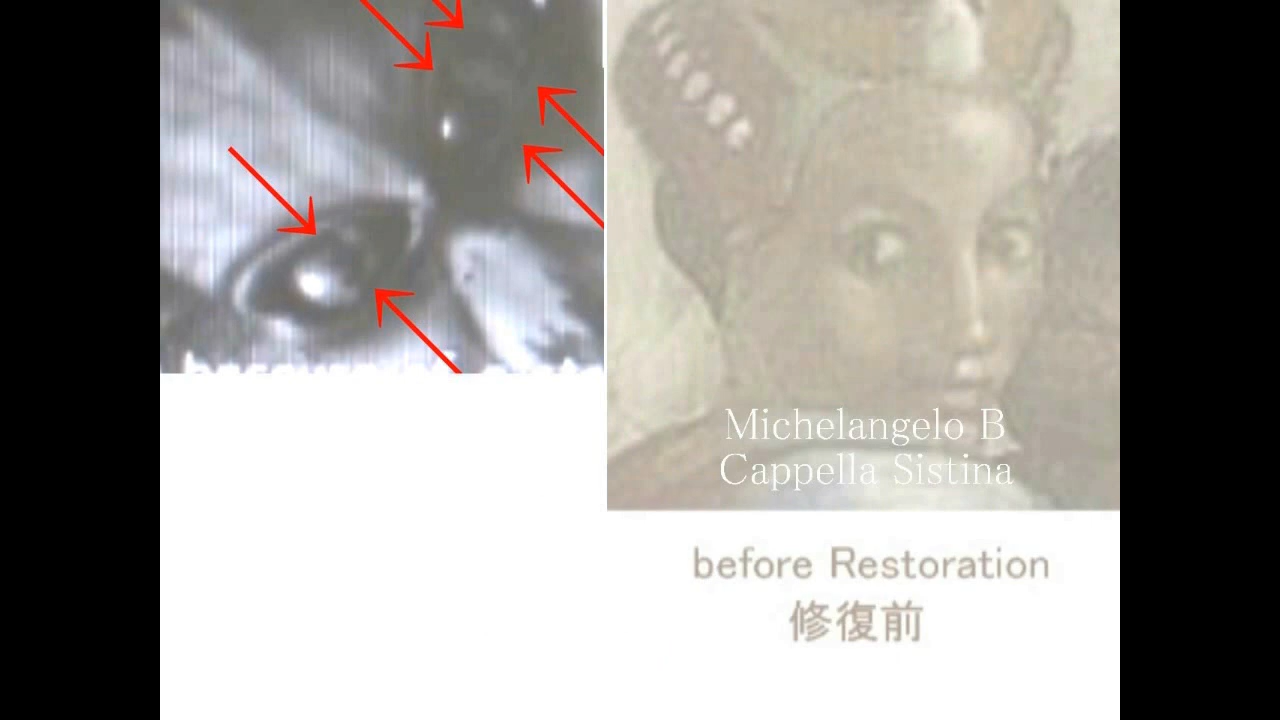 Michelangelo B
Cappella Sistina
before Restoration
修復前